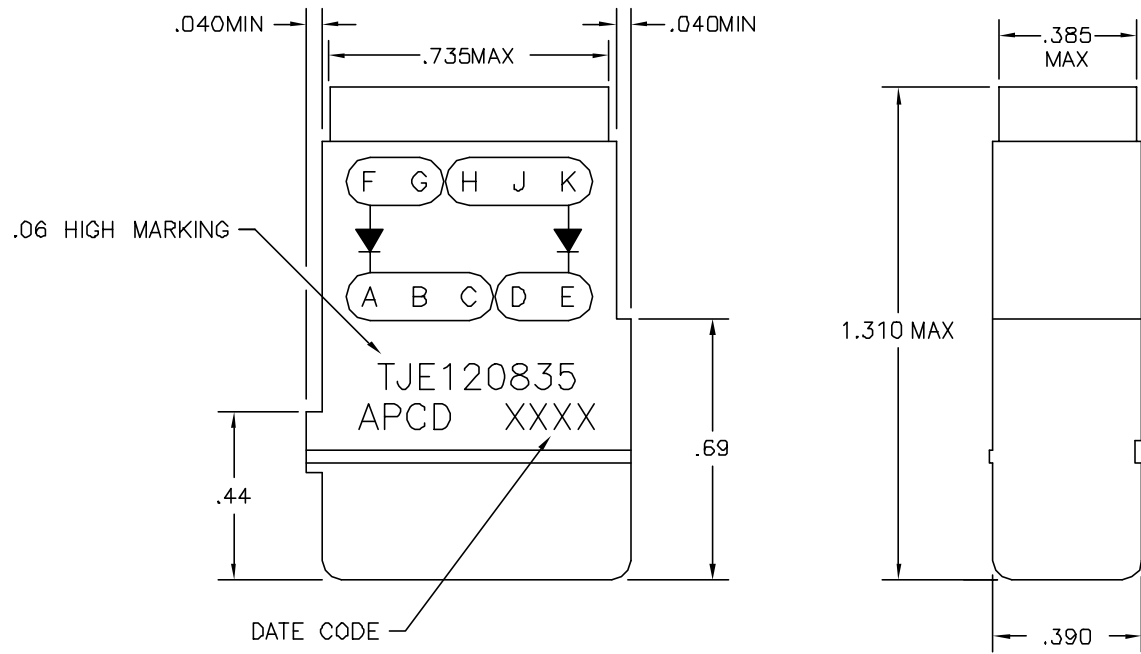 .040MIN
.040MIN
.735MAX
.385
MAX
F G H J K
.06 HIGH MARKING
A B C D E
1.310 MAX
TJE120835
APCD XXXX
.69
.44
DATE CODE
.390